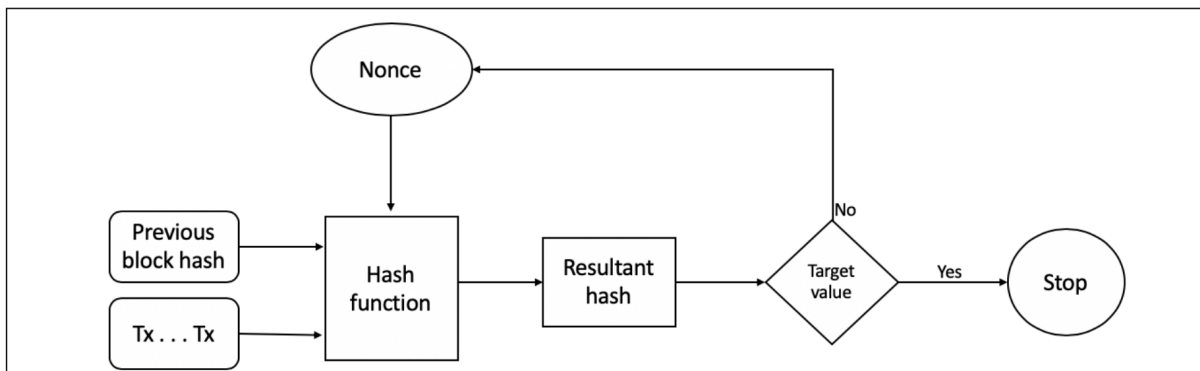 Nonce
No
Previous
block hash
Hash
function
Resultant
hash
Target
value
Yes
Stop
Tx . . . Tx